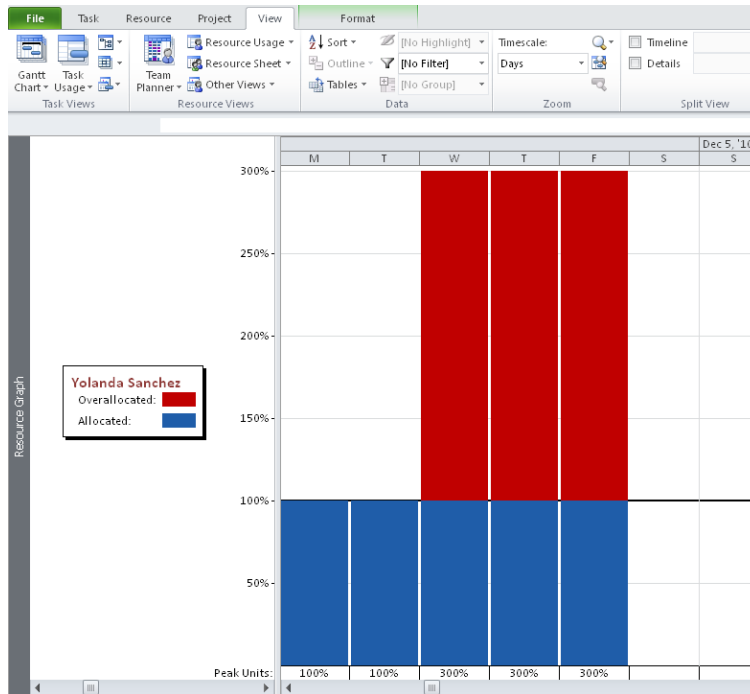 File Task Resource Project View Format
Resource Usage Sort [No Highlight] Timescale: Timeline
Gantt Chart Task Usage Team Planner Resource Sheet Outline [No Filter] Days Details
Other Views Tables [No Group]
Task Views Resource Views Data Zoom Split View
Dec 5, '10
M T W T F S S
300%
250%
200%
Resource Graph
Yolanda Sanchez
Overallocated:
Allocated:
150%
100%
50%
Peak Units: 100% 100% 300% 300% 300%